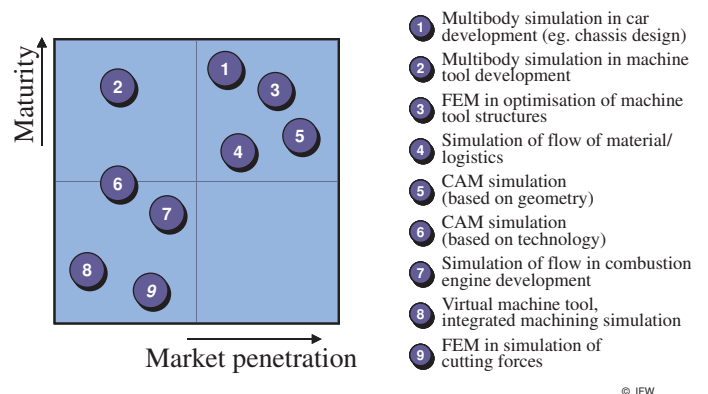 Maturity
1
2
3
4
5
6
7
8
9
Market penetration
1 Multibody simulation in car
development (eg. chassis design)
2 Multibody simulation in machine
tool development
3 FEM in optimisation of machine
tool structures
4 Simulation of flow of material/
logistics
5 CAM simulation
(based on geometry)
6 CAM simulation
(based on technology)
7 Simulation of flow in combustion
engine development
8 Virtual machine tool,
integrated machining simulation
9 FEM in simulation of
cutting forces
© IFW